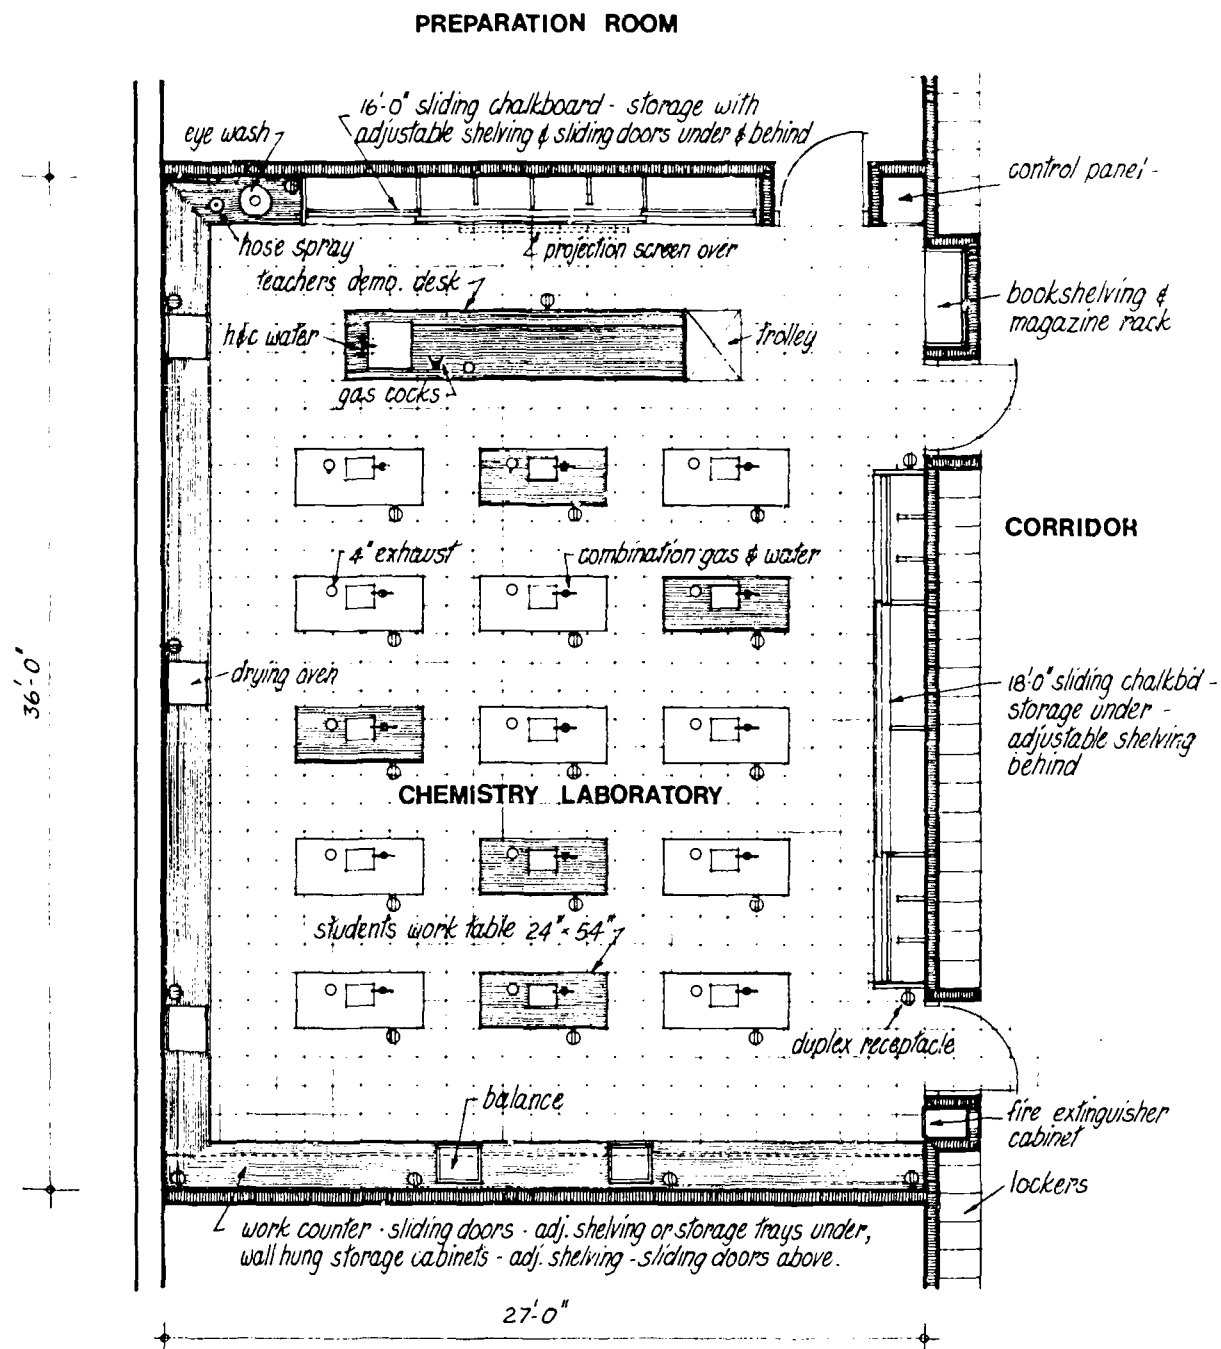 PREPARATION ROOM
16'-0" sliding chalkboard - storage with
adjustable shelving & sliding doors under & behind
eye wash
control panel -
hose spray
projection screen over
teachers demo. desk
bookshelving &
magazine rack
h&c water
trolley
gas cocks
CORRIDOR
4" exhaust
combination gas & water
drying oven
36'-0"
18'-0" sliding chalkbd -
storage under -
adjustable shelving
behind
CHEMISTRY LABORATORY
students work table 24" × 54"
duplex receptacle
balance
fire extinguisher
cabinet
lockers
work counter - sliding doors - adj. shelving or storage trays under,
wall hung storage cabinets - adj. shelving - sliding doors above.
27'-0"